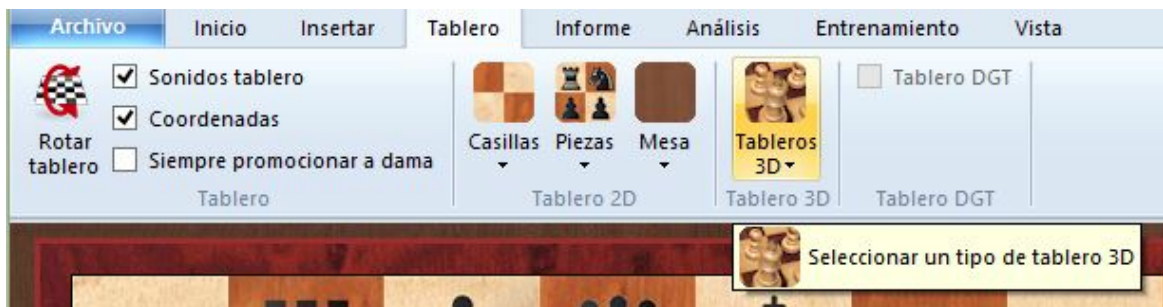 Archivo Inicio Insertar Tablero Informe Análisis Entrenamiento Vista
Rotar
tablero
Sonidos tablero
Coordenadas
Siempre promocionar a dama
Tablero
Casillas Piezas Mesa
Tablero 2D
Tableros
3D
Tablero 3D
Tablero DGT
Tablero DGT
Seleccionar un tipo de tablero 3D